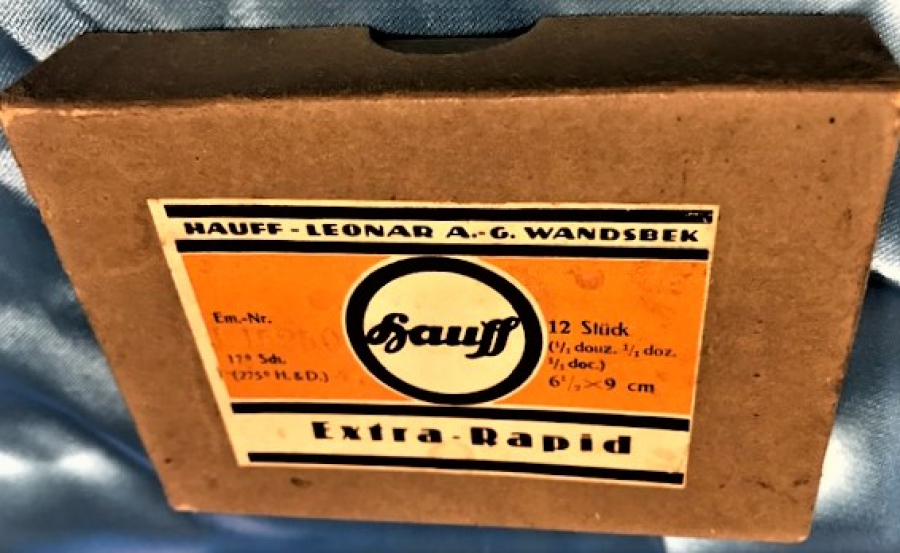 HAUFF - LEONAR A.-G. WANDSBEK
Em.-Nr.
17° Sch.
(275° H. & D.)
Hauff
12 Stück
(1/1 douz. 1/1 doz.
1/1 doc.)
6 1/2 × 9 cm
Extra-Rapid